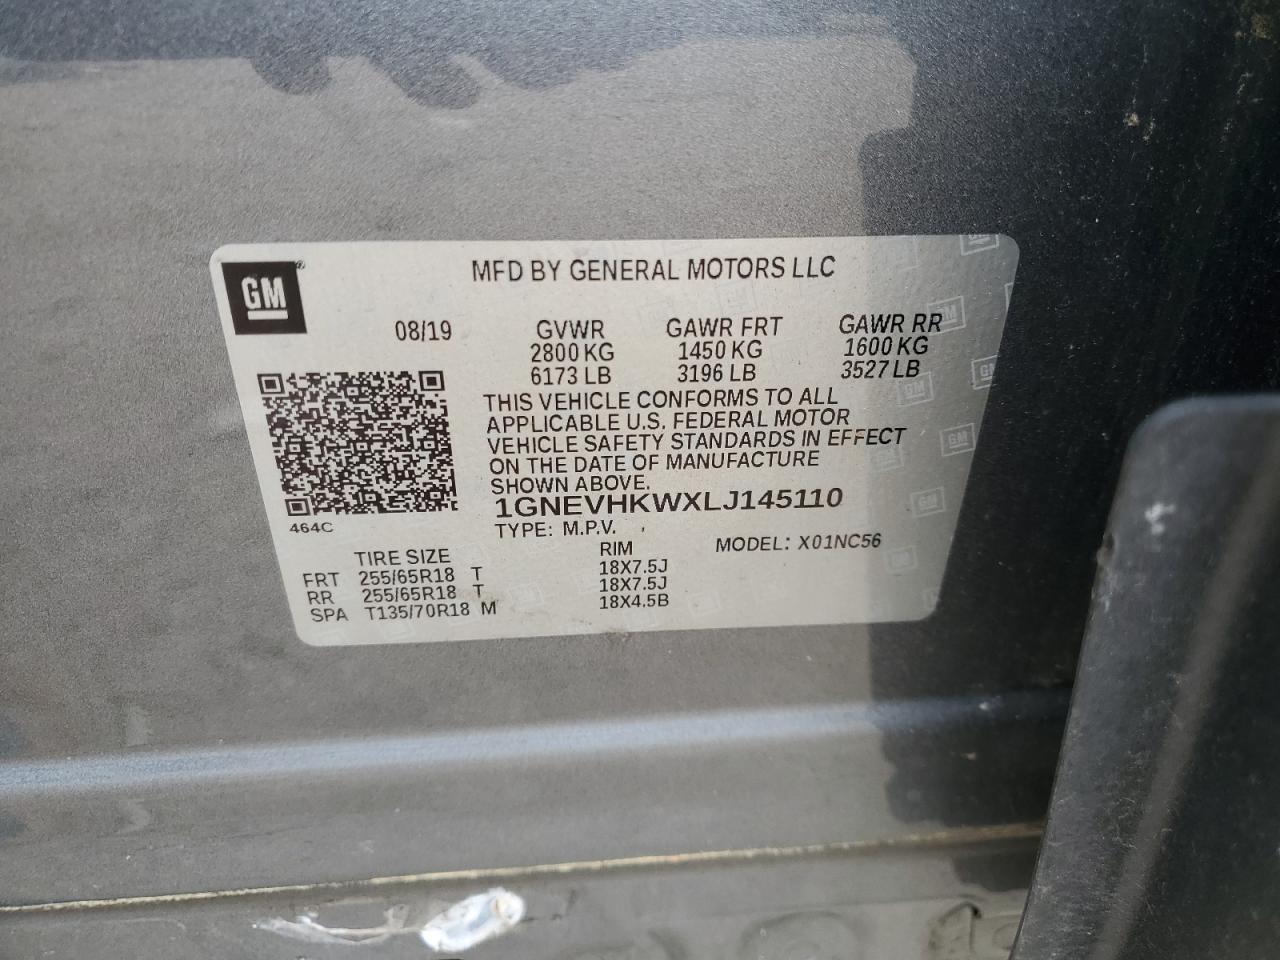 GM
MFD BY GENERAL MOTORS LLC
08/19 GVWR GAWR FRT GAWR RR
2800 KG 1450 KG 1600 KG
6173 LB 3196 LB 3527 LB
THIS VEHICLE CONFORMS TO ALL
APPLICABLE U.S. FEDERAL MOTOR
VEHICLE SAFETY STANDARDS IN EFFECT
ON THE DATE OF MANUFACTURE
SHOWN ABOVE.
1GNEVHKWXLJ145110
464C
TYPE: M.P.V. MODEL: X01NC56
TIRE SIZE RIM
FRT 255/65R18 T 18X7.5J
RR 255/65R18 T 18X7.5J
SPA T135/70R18 M 18X4.5B